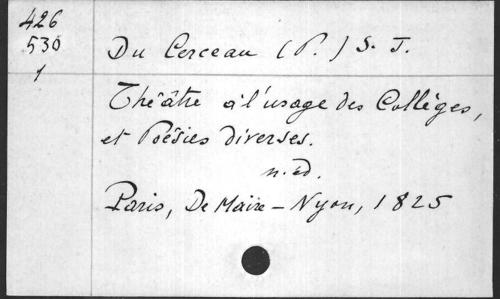 426
530
1
Du Cerceau (P.) S. J.
Théâtre à l'usage des Collèges,
et Poésies diverses.
n. éd.
Paris, De Maire-Nyon, 1825